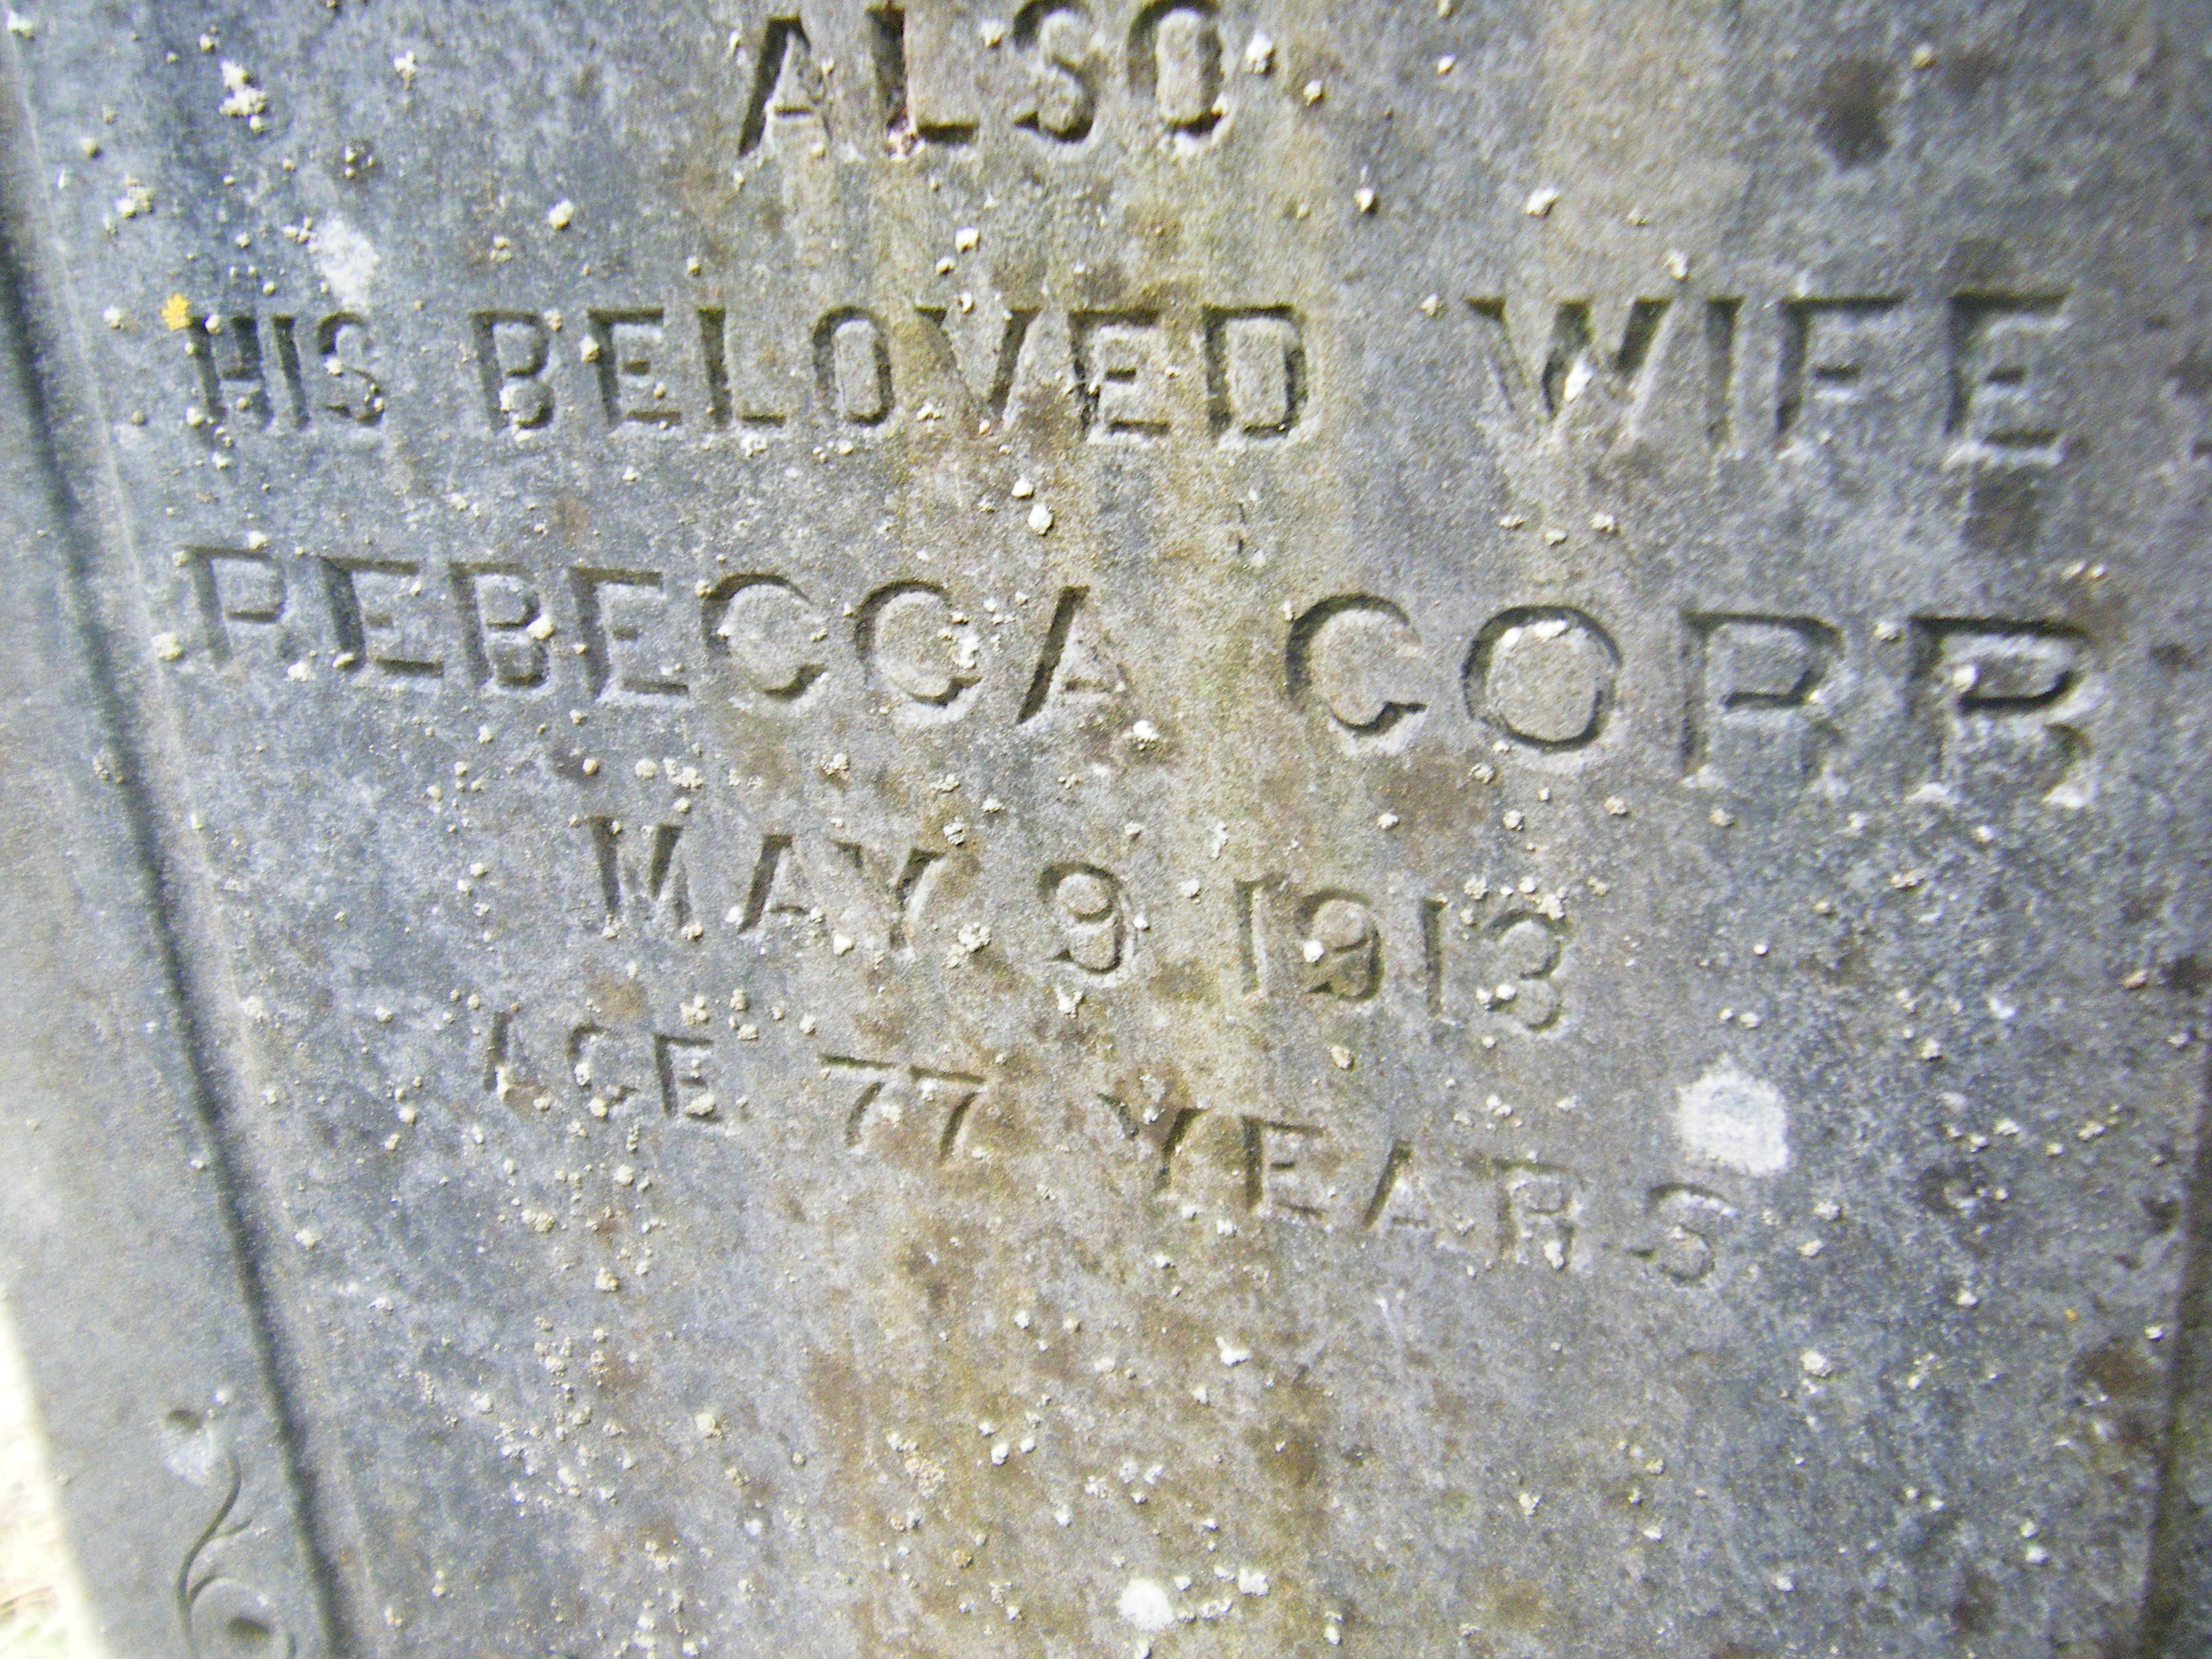 ALSO
HIS BELOVED WIFE
REBECCA CORR
MAY 9 1913
AGE 77 YEARS